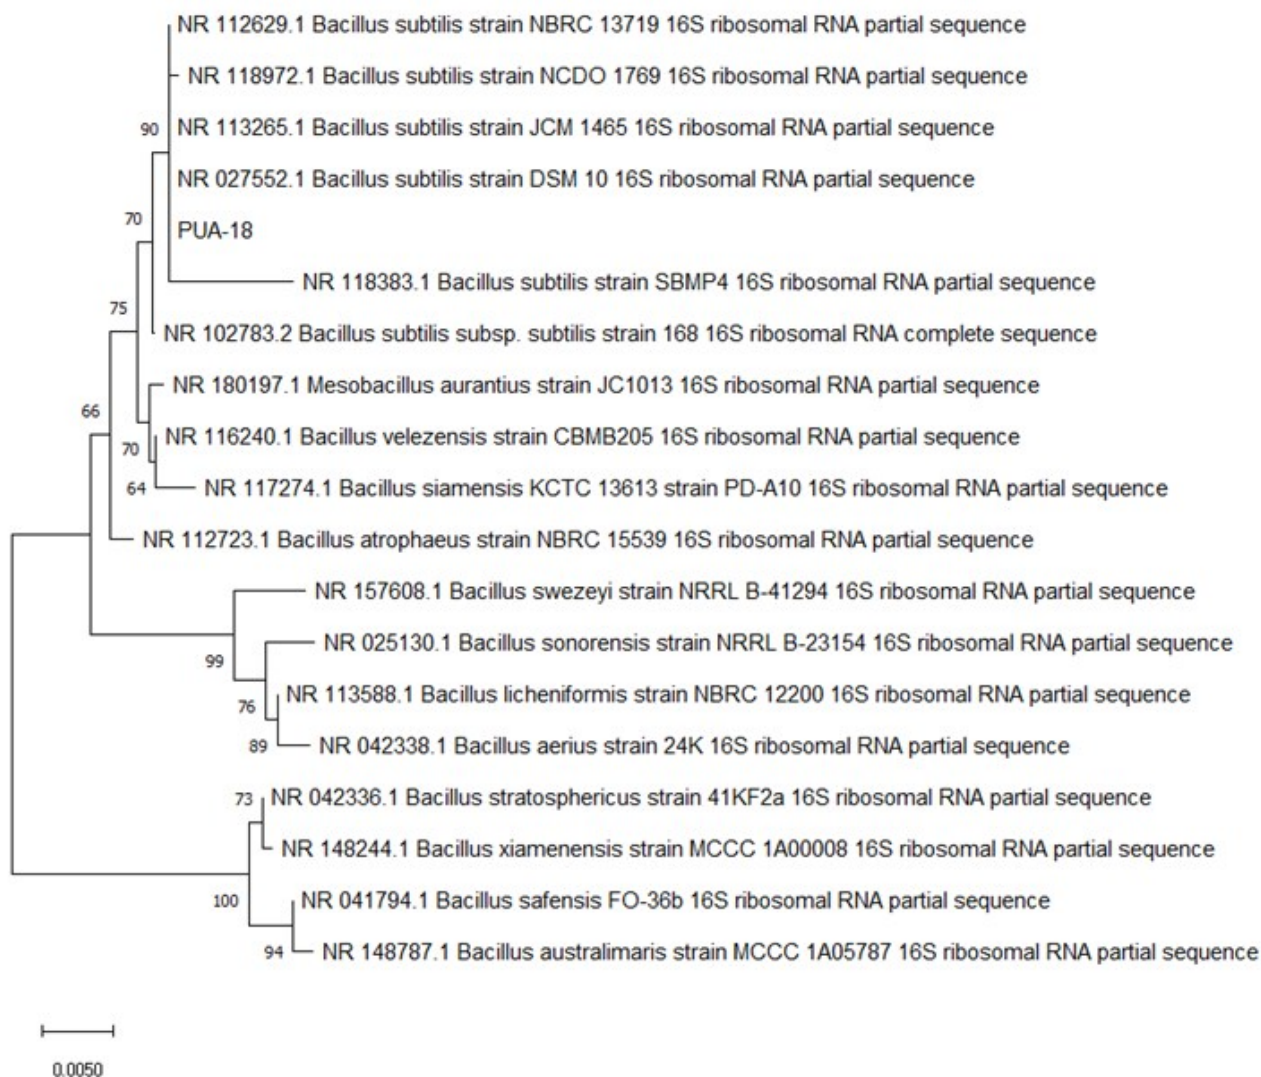 NR 112629.1 Bacillus subtilis strain NBRC 13719 16S ribosomal RNA partial sequence
NR 118972.1 Bacillus subtilis strain NCDO 1769 16S ribosomal RNA partial sequence
90
NR 113265.1 Bacillus subtilis strain JCM 1465 16S ribosomal RNA partial sequence
NR 027552.1 Bacillus subtilis strain DSM 10 16S ribosomal RNA partial sequence
70
PUA-18
NR 118383.1 Bacillus subtilis strain SBMP4 16S ribosomal RNA partial sequence
75
NR 102783.2 Bacillus subtilis subsp. subtilis strain 168 16S ribosomal RNA complete sequence
NR 180197.1 Mesobacillus aurantius strain JC1013 16S ribosomal RNA partial sequence
66
NR 116240.1 Bacillus velezensis strain CBMB205 16S ribosomal RNA partial sequence
70
64
NR 117274.1 Bacillus siamensis KCTC 13613 strain PD-A10 16S ribosomal RNA partial sequence
NR 112723.1 Bacillus atrophaeus strain NBRC 15539 16S ribosomal RNA partial sequence
NR 157608.1 Bacillus swezeyi strain NRRL B-41294 16S ribosomal RNA partial sequence
NR 025130.1 Bacillus sonorensis strain NRRL B-23154 16S ribosomal RNA partial sequence
99
NR 113588.1 Bacillus licheniformis strain NBRC 12200 16S ribosomal RNA partial sequence
76
89
NR 042338.1 Bacillus aerius strain 24K 16S ribosomal RNA partial sequence
73
NR 042336.1 Bacillus stratosphericus strain 41KF2a 16S ribosomal RNA partial sequence
NR 148244.1 Bacillus xiamenensis strain MCCC 1A00008 16S ribosomal RNA partial sequence
100
NR 041794.1 Bacillus safensis FO-36b 16S ribosomal RNA partial sequence
94
NR 148787.1 Bacillus australimaris strain MCCC 1A05787 16S ribosomal RNA partial sequence
0.0050